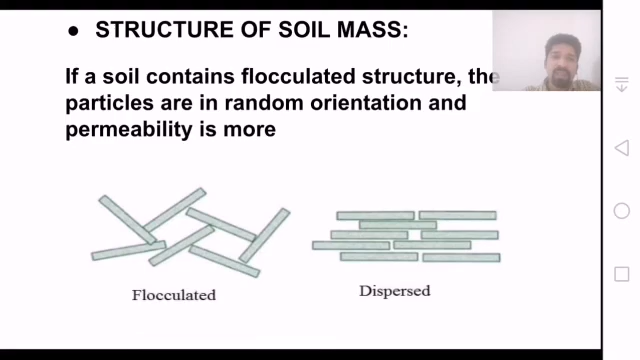 ● STRUCTURE OF SOIL MASS:
If a soil contains flocculated structure, the
particles are in random orientation and
permeability is more
Flocculated
Dispersed